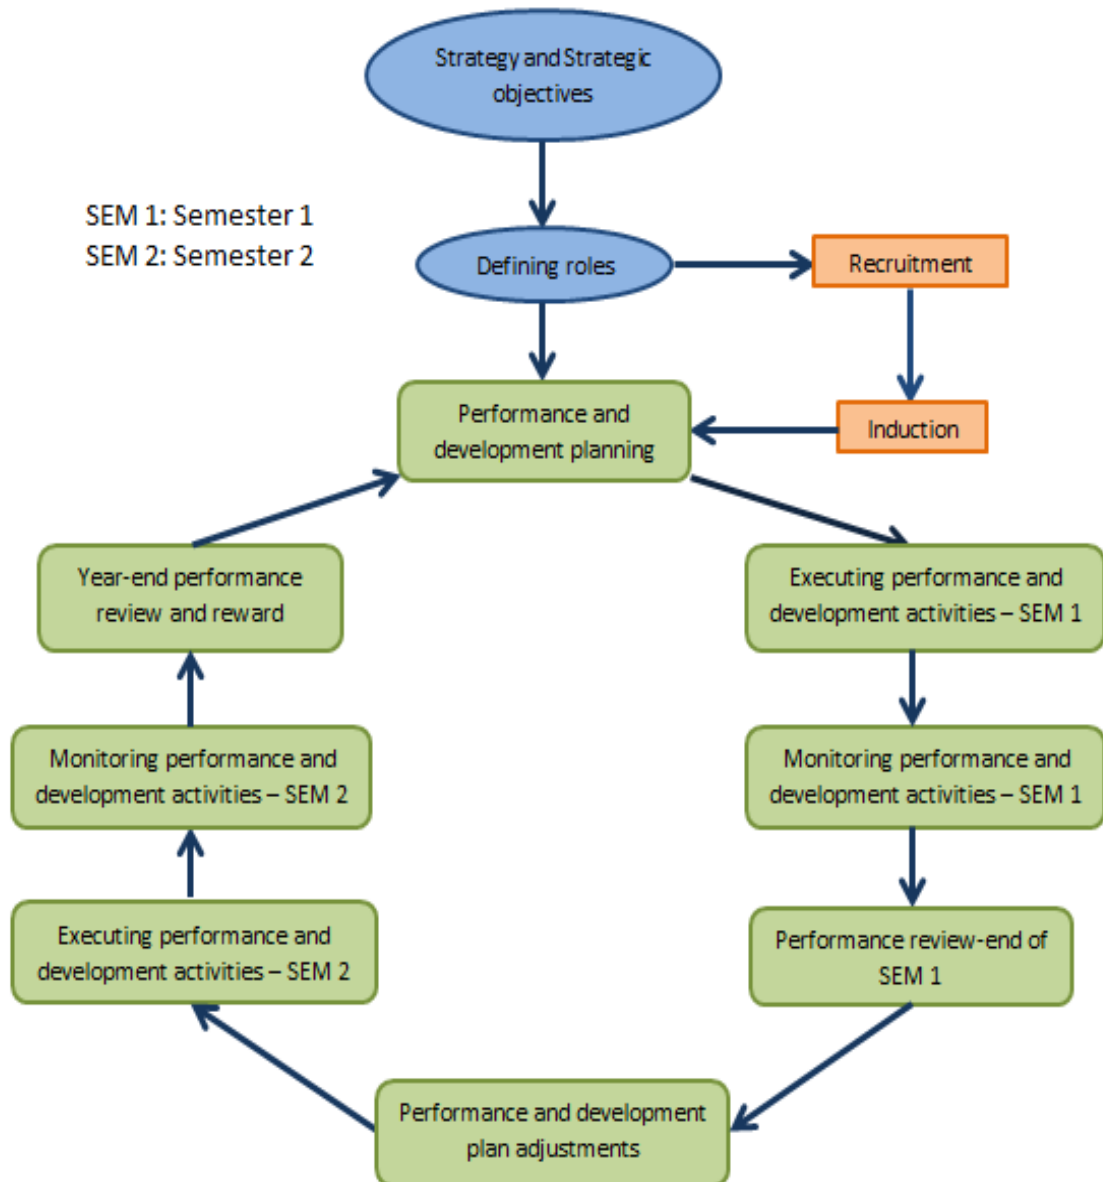 Strategy and Strategic
objectives
SEM 1: Semester 1
SEM 2: Semester 2
Defining roles
Recruitment
Performance and
development planning
Induction
Year-end performance
review and reward
Executing performance and
development activities – SEM 1
Monitoring performance and
development activities – SEM 2
Monitoring performance and
development activities – SEM 1
Executing performance and
development activities – SEM 2
Performance review-end of
SEM 1
Performance and development
plan adjustments